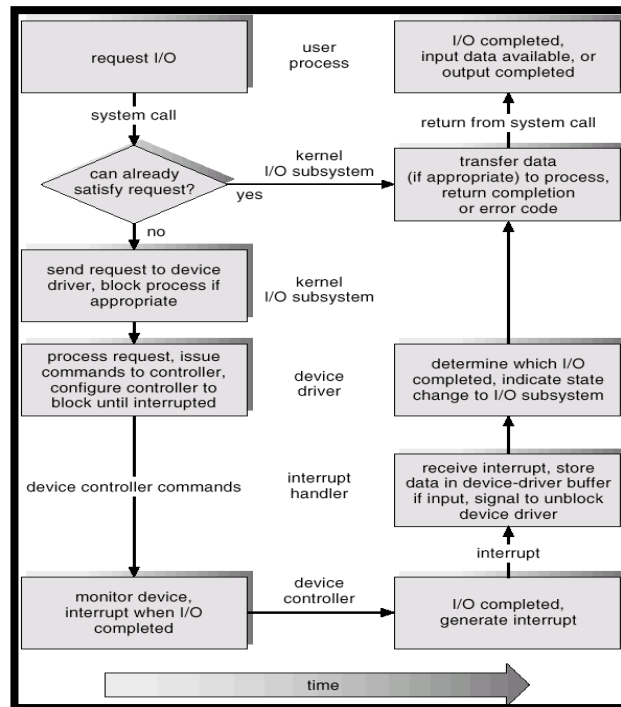 request I/O
user
process
I/O completed,
input data available, or
output completed
system call
return from system call
can already
satisfy request?
yes
kernel
I/O subsystem
transfer data
(if appropriate) to process,
return completion
or error code
no
send request to device
driver, block process if
appropriate
kernel
I/O subsystem
process request, issue
commands to controller,
configure controller to
block until interrupted
device
driver
determine which I/O
completed, indicate state
change to I/O subsystem
device controller commands
interrupt
handler
receive interrupt, store
data in device-driver buffer
if input, signal to unblock
device driver
interrupt
monitor device,
interrupt when I/O
completed
device
controller
I/O completed,
generate interrupt
time